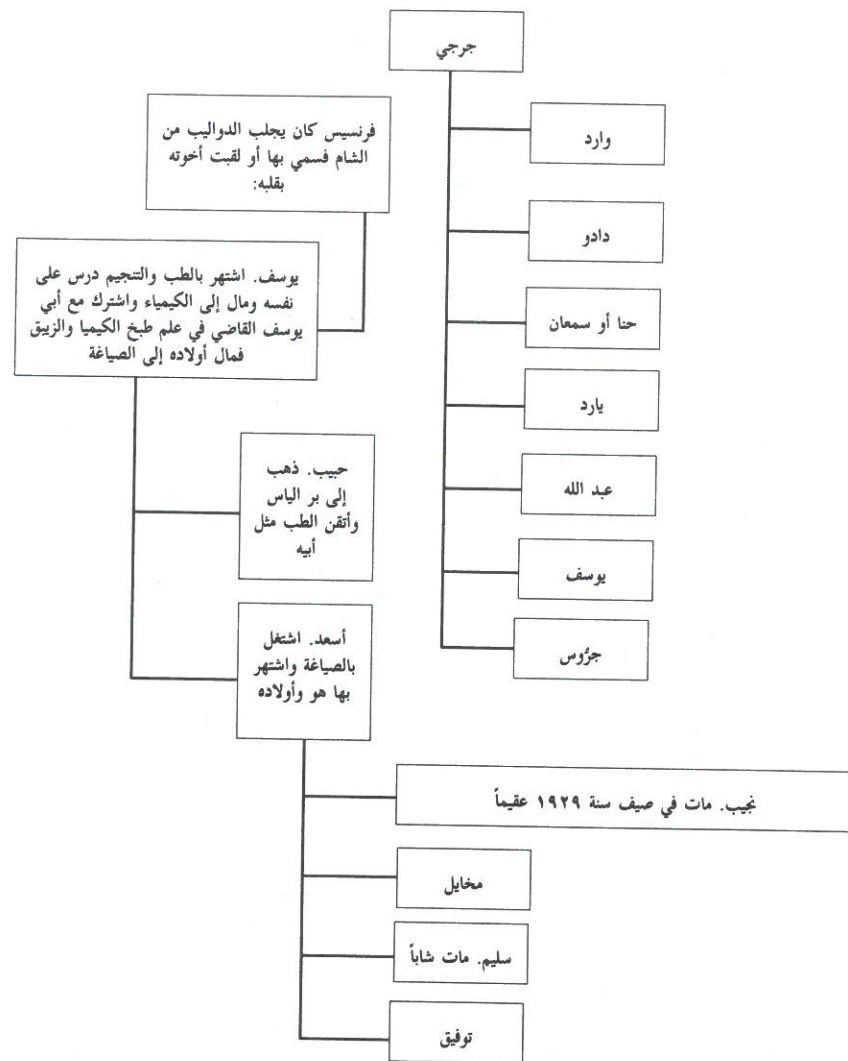 جرجي
وارد
دادو
حنا أو سمعان
يارد
عبد الله
يوسف
جرُوس
فرنسيس كان يجلب الدواليب من
الشام فسمي بها أو لقبت أخوته
بقلبه:
يوسف. اشتهر بالطب والتنجيم درس على
نفسه ومال إلى الكيمياء واشترك مع أبي
يوسف القاضي في علم طبخ الكيميا والزيبق
فمال أولاده إلى الصياغة
حبيب. ذهب
إلى بر الياس
وأتقن الطب مثل
أبيه
أسعد. اشتغل
بالصياغة واشتهر
بها هو وأولاده
نجيب. مات في صيف سنة ١٩٢٩ عقيماً
مخايل
سليم. مات شاباً
توفيق